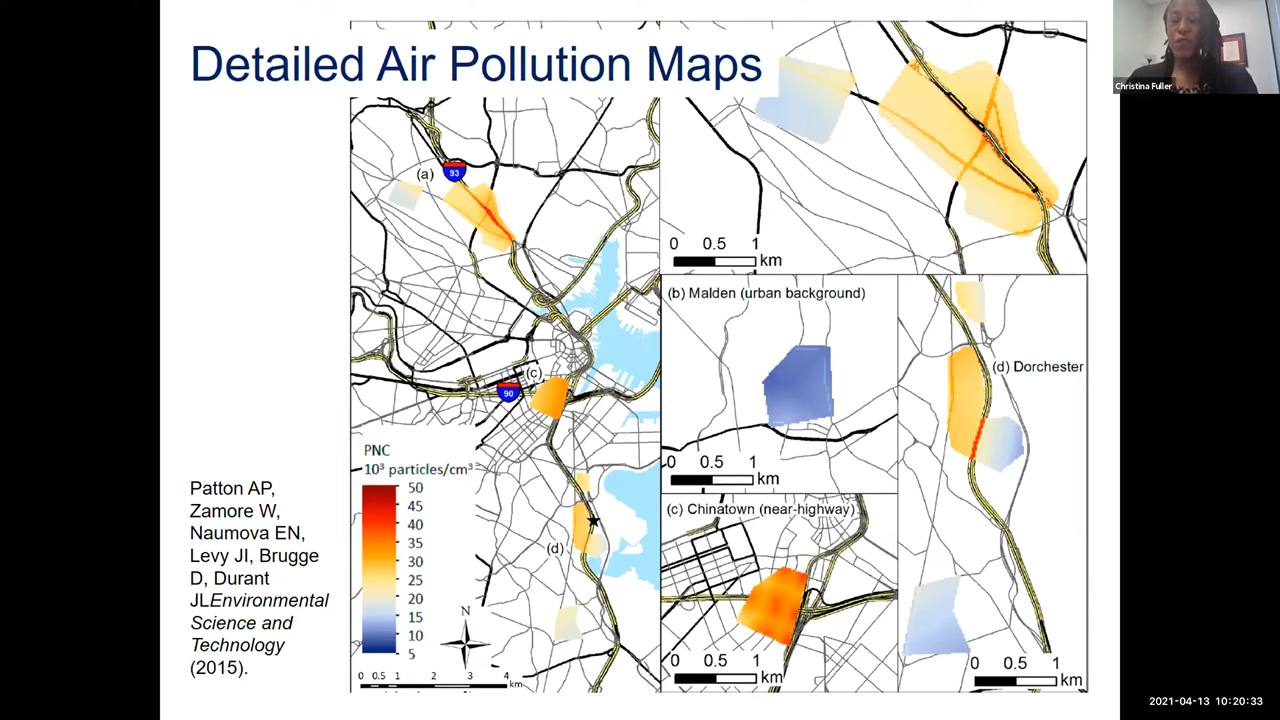 Detailed Air Pollution Maps
Christina Fuller
(a)
93
0 0.5 1
km
(b) Malden (urban background)
0 0.5 1
km
(c)
90
(d) Dorchester
PNC
10³ particles/cm³
50
45
40
35
30
25
20
15
10
5
(d)
N
0 0.5 1 2 3 4
km
(c) Chinatown (near-highway)
0 0.5 1
km
0 0.5 1
km
Patton AP,
Zamore W,
Naumova EN,
Levy JI, Brugge
D, Durant
JLEnvironmental
Science and
Technology
(2015).
2021-04-13 10:20:33